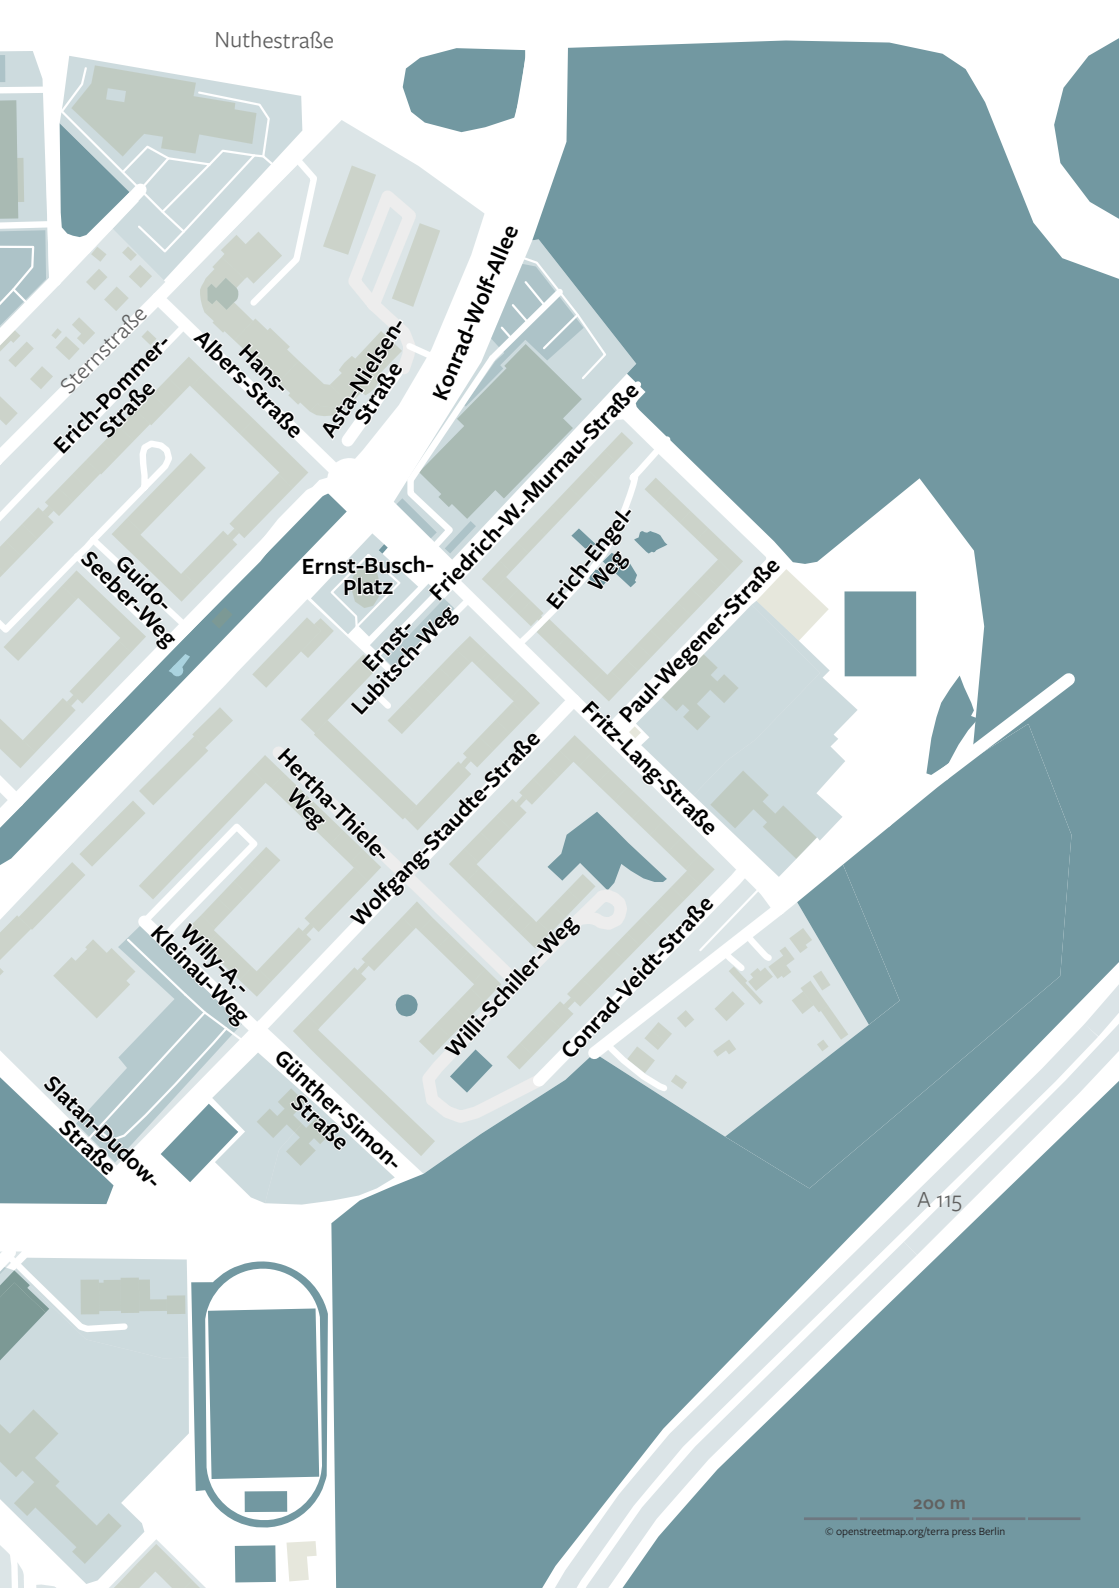 Nuthestraße
Konrad-Wolf-Allee
Sternstraße
Erich-Pommer-
Straße
Hans-
Albers-Straße
Asta-Nielsen-
Straße
Friedrich-W.-Murnau-Straße
Erich-Engel-
Weg
Guido-
Seeber-Weg
Ernst-Busch-
Platz
Ernst-
Lubitsch-Weg
Paul-Wegener-Straße
Fritz-Lang-Straße
Hertha-Thiele-
Weg
Wolfgang-Staudte-Straße
Willy-A.-
Kleinau-Weg
Willi-Schiller-Weg
Conrad-Veidt-Straße
Günther-Simon-
Straße
Slatan-Dudow-
Straße
A 115
200 m
© openstreetmap.org/terra press Berlin